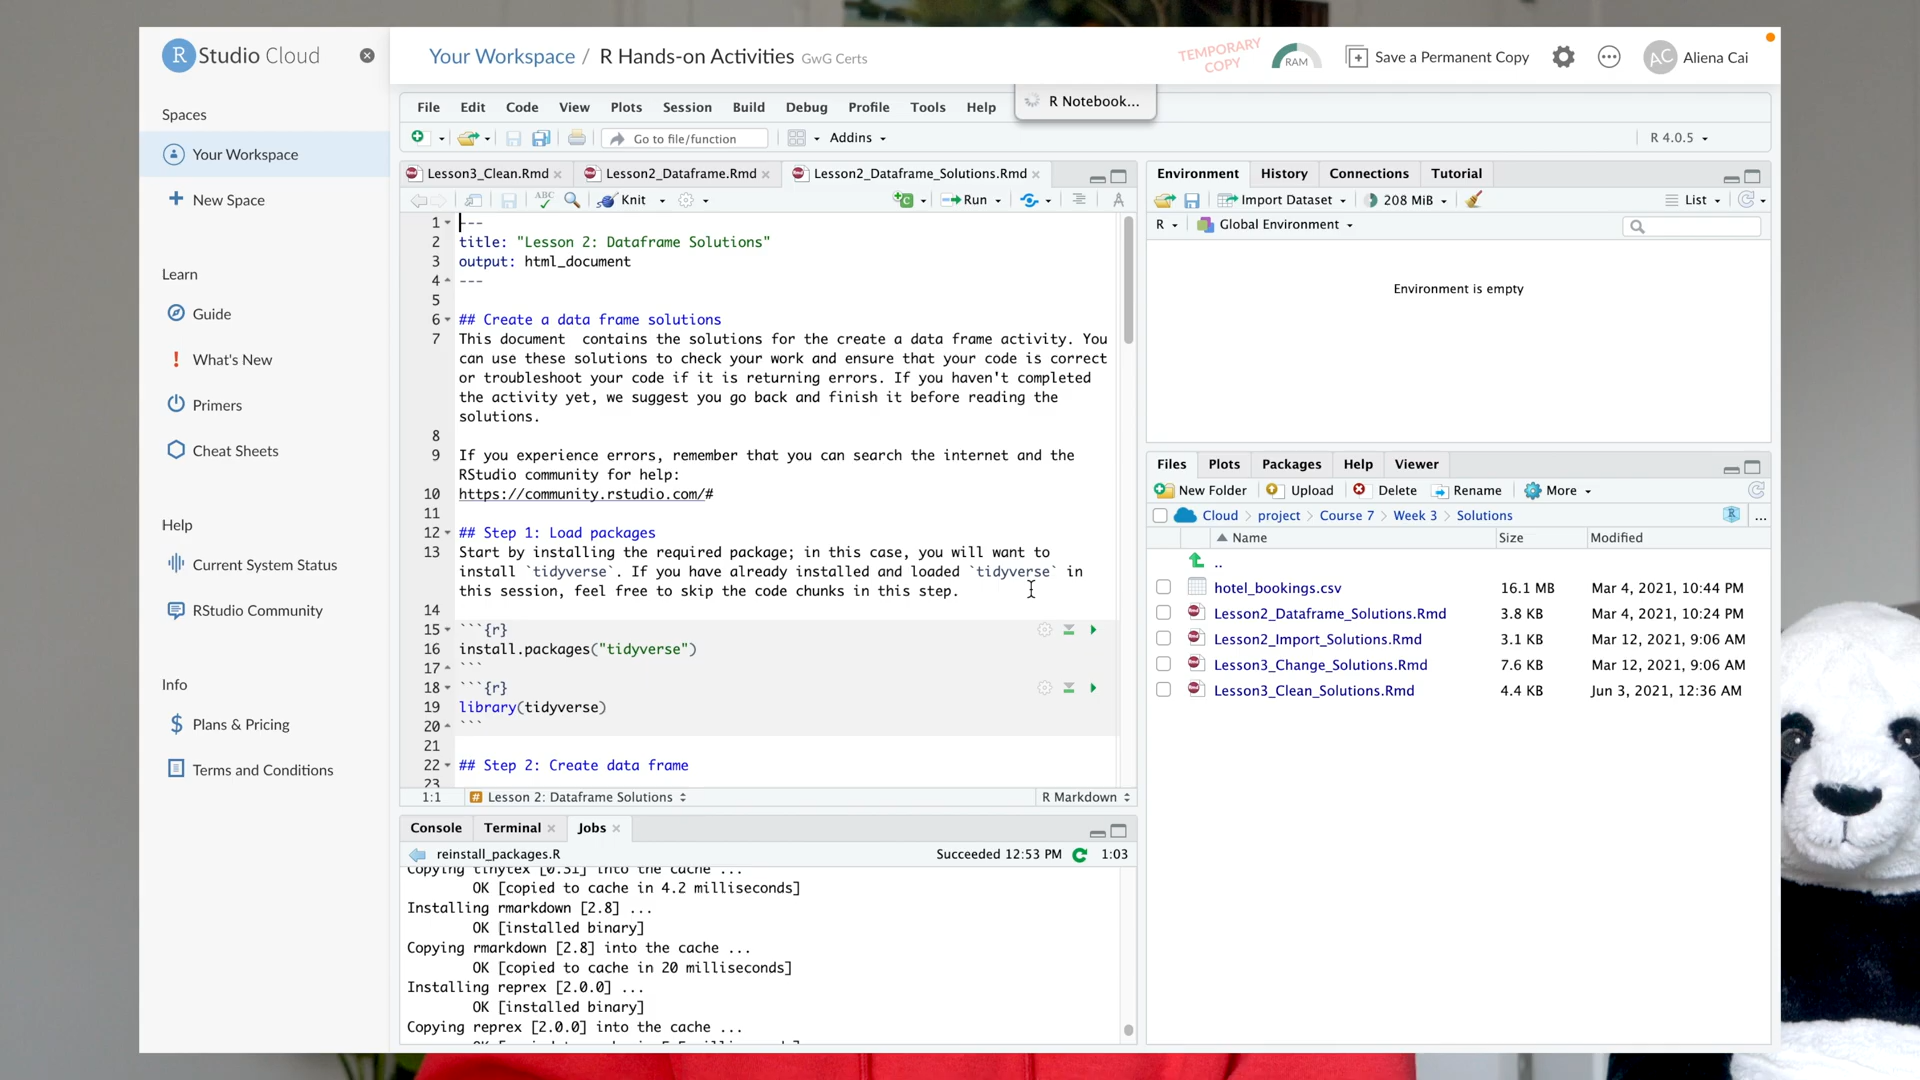 R Studio Cloud
Your Workspace / R Hands-on Activities GwG Certs
TEMPORARY COPY
RAM
Save a Permanent Copy
AC Aliena Cai
Spaces
Your Workspace
New Space
Learn
Guide
What's New
Primers
Cheat Sheets
Help
Current System Status
RStudio Community
Info
Plans & Pricing
Terms and Conditions
File Edit Code View Plots Session Build Debug Profile Tools Help
R Notebook...
Go to file/function Addins R 4.0.5
Lesson3_Clean.Rmd Lesson2_Dataframe.Rmd Lesson2_Dataframe_Solutions.Rmd
ABC Knit Run
1 ---
2 title: "Lesson 2: Dataframe Solutions"
3 output: html_document
4 ---
5
6 ## Create a data frame solutions
7 This document  contains the solutions for the create a data frame activity. You
can use these solutions to check your work and ensure that your code is correct
or troubleshoot your code if it is returning errors. If you haven't completed
the activity yet, we suggest you go back and finish it before reading the
solutions.
8
9 If you experience errors, remember that you can search the internet and the
RStudio community for help:
10 https://community.rstudio.com/#
11
12 ## Step 1: Load packages
13 Start by installing the required package; in this case, you will want to
install `tidyverse`. If you have already installed and loaded `tidyverse` in
this session, feel free to skip the code chunks in this step.
14
15 ```{r}
16 install.packages("tidyverse")
17 ```
18 ```{r}
19 library(tidyverse)
20 ```
21
22 ## Step 2: Create data frame
23
1:1 # Lesson 2: Dataframe Solutions R Markdown
Console Terminal Jobs
reinstall_packages.R Succeeded 12:53 PM 1:03
Copying tinytex [0.31] into the cache ...
OK [copied to cache in 4.2 milliseconds]
Installing rmarkdown [2.8] ...
OK [installed binary]
Copying rmarkdown [2.8] into the cache ...
OK [copied to cache in 20 milliseconds]
Installing reprex [2.0.0] ...
OK [installed binary]
Copying reprex [2.0.0] into the cache ...
Environment History Connections Tutorial
Import Dataset 208 MiB List
R Global Environment
Environment is empty
Files Plots Packages Help Viewer
New Folder Upload Delete Rename More
Cloud > project > Course 7 > Week 3 > Solutions R ...
Name Size Modified
..
hotel_bookings.csv 16.1 MB Mar 4, 2021, 10:44 PM
Lesson2_Dataframe_Solutions.Rmd 3.8 KB Mar 4, 2021, 10:24 PM
Lesson2_Import_Solutions.Rmd 3.1 KB Mar 12, 2021, 9:06 AM
Lesson3_Change_Solutions.Rmd 7.6 KB Mar 12, 2021, 9:06 AM
Lesson3_Clean_Solutions.Rmd 4.4 KB Jun 3, 2021, 12:36 AM